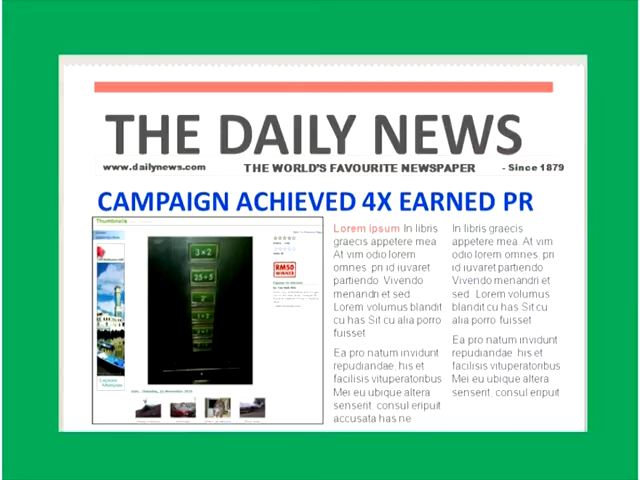 THE DAILY NEWS
www.dailynews.com THE WORLD'S FAVOURITE NEWSPAPER - Since 1879
CAMPAIGN ACHIEVED 4X EARNED PR
Thumbnails
3×2
25÷5
RM50
WINNER
Lorem Ipsum In libris
graecis appetere mea.
At vim odio lorem
omnes, pri id iuvaret
partiendo. Vivendo
menandri et sed.
Lorem volumus blandit
cu has.Sit cu alia porro
fuisset.
Ea pro natum invidunt
repudiandae, his et
facilisis vituperatoribus.
Mei eu ubique altera
senserit, consul eripuit
accusata has ne.
In libris graecis
appetere mea. At vim
odio lorem omnes, pri
id iuvaret partiendo.
Vivendo menandri et
sed. Lorem volumus
blandit cu has.Sit cu
alia porro fuisset.
Ea pro natum invidunt
repudiandae, his et
facilisis vituperatoribus.
Mei eu ubique altera
senserit, consul eripuit